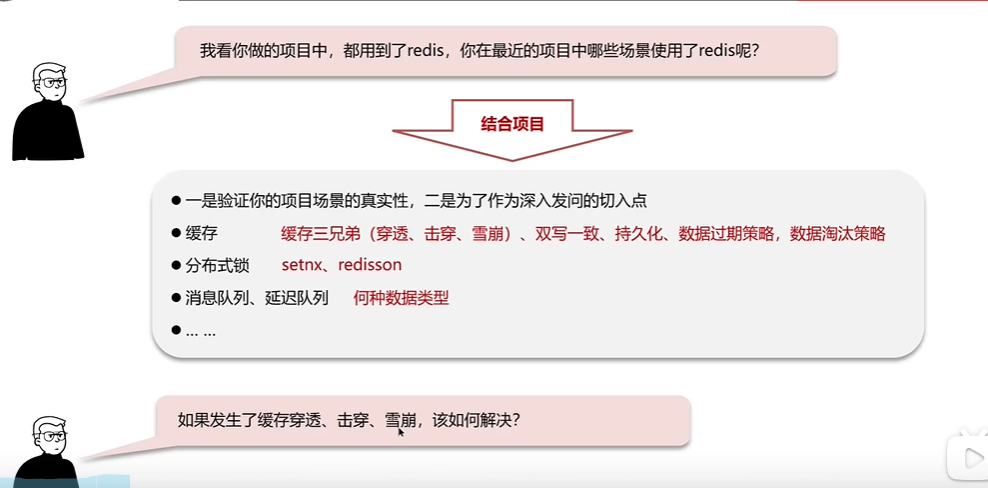 我看你做的项目中，都用到了redis，你在最近的项目中哪些场景使用了redis呢？
结合项目
● 一是验证你的项目场景的真实性，二是为了作为深入发问的切入点
● 缓存 缓存三兄弟（穿透、击穿、雪崩）、双写一致、持久化、数据过期策略，数据淘汰策略
● 分布式锁 setnx、redisson
● 消息队列、延迟队列 何种数据类型
● ... ...
如果发生了缓存穿透、击穿、雪崩，该如何解决？